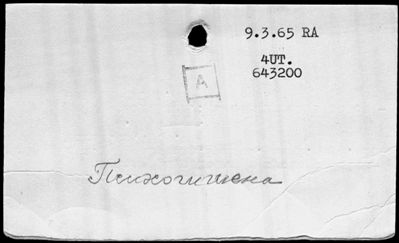 9.3.65 RA
4UT.
643200
A
Психогигиена